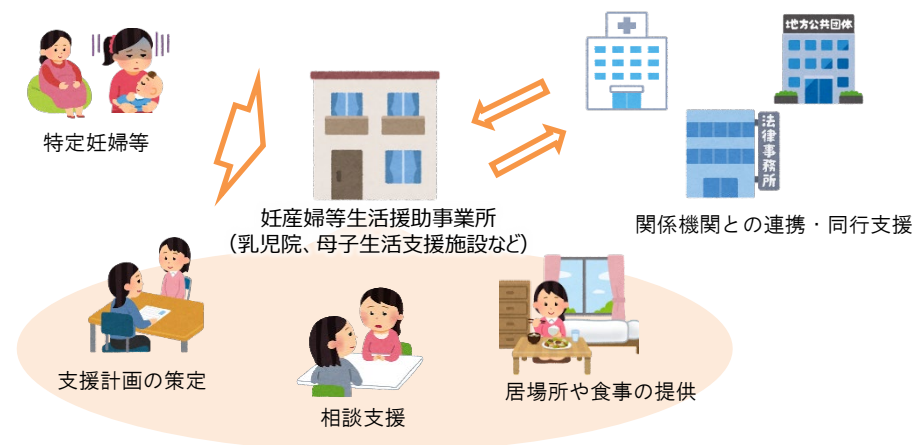 地方公共団体
特定妊婦等
法律事務所
妊産婦等生活援助事業所
（乳児院、母子生活支援施設など）
関係機関との連携・同行支援
支援計画の策定
相談支援
居場所や食事の提供